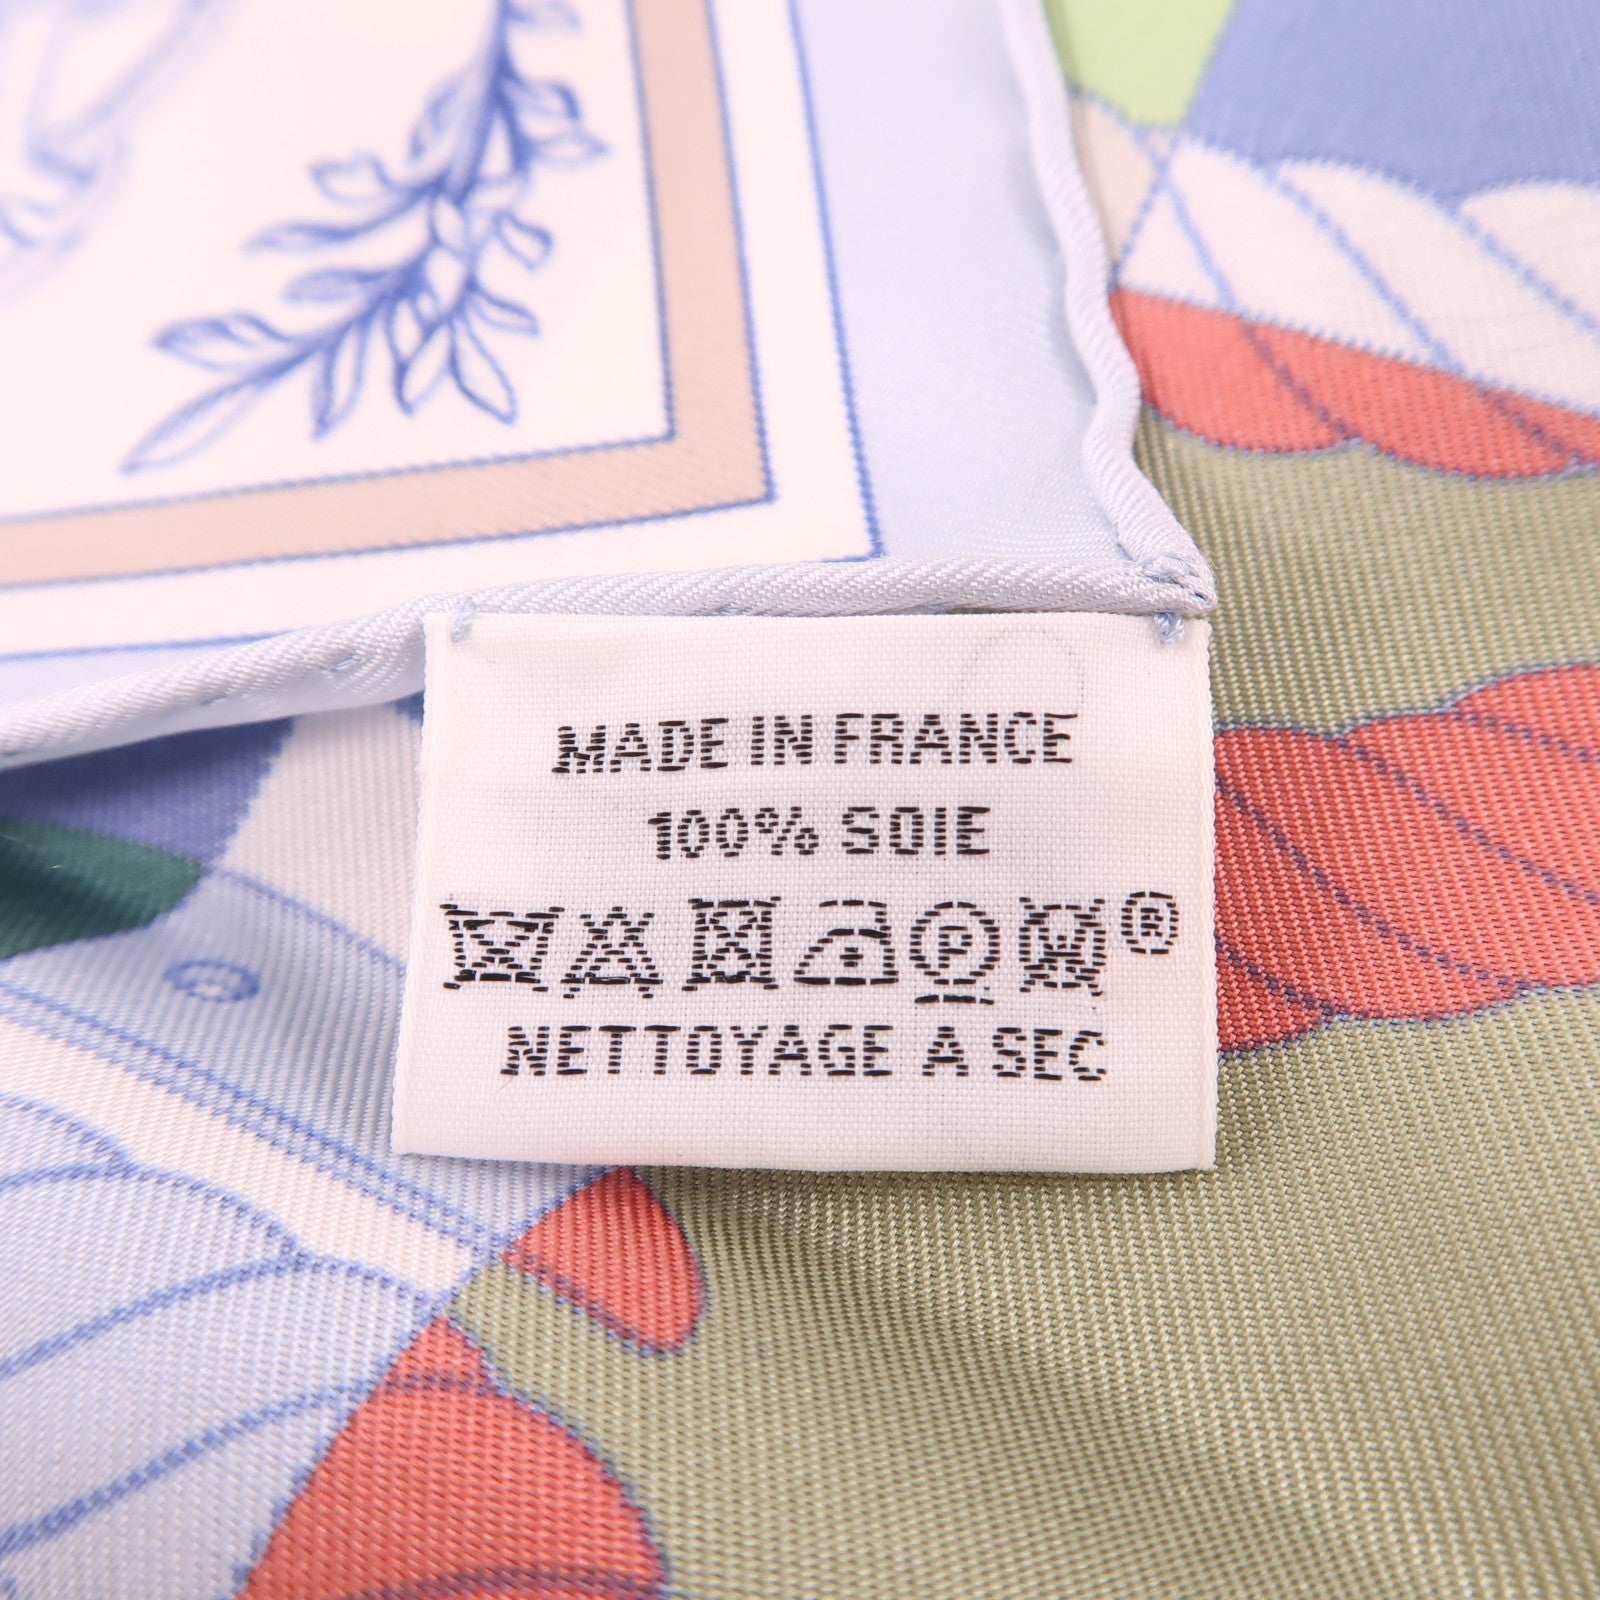 MADE IN FRANCE
100% SOIE
P W ®
NETTOYAGE A SEC